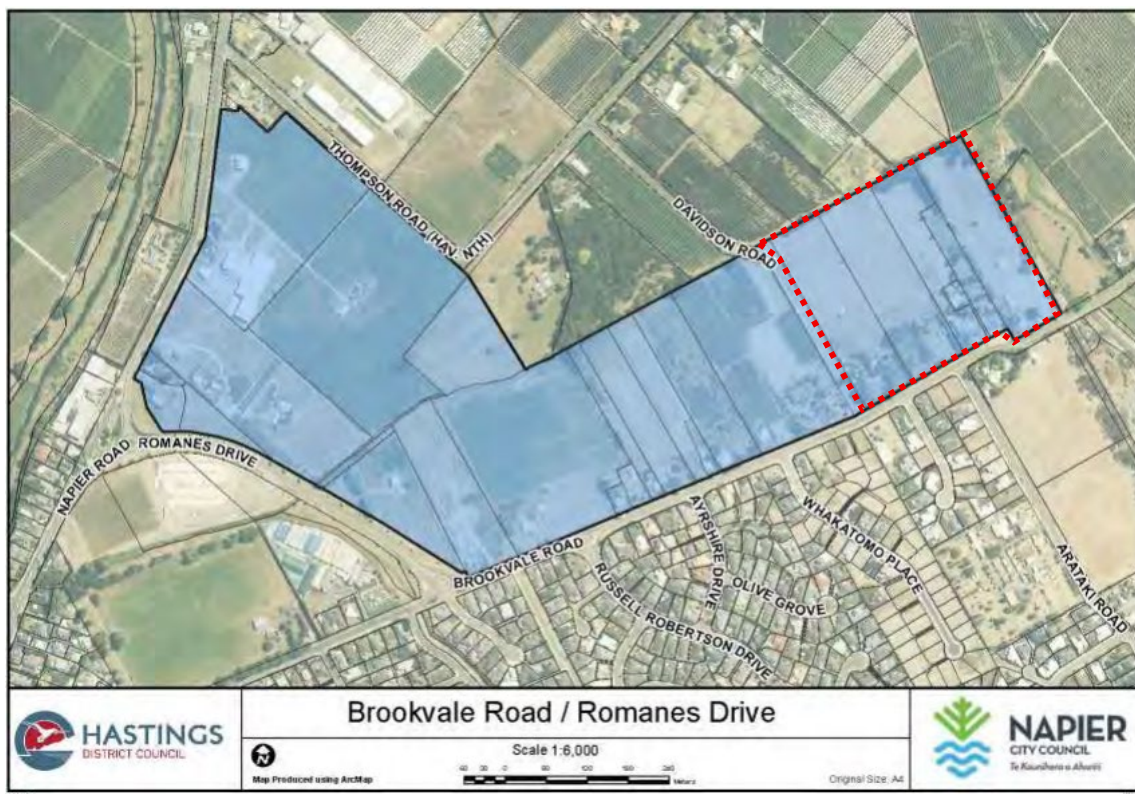 THOMPSON ROAD (HAV. NTH)
DAVIDSON ROAD
NAPIER ROAD
ROMANES DRIVE
BROOKVALE ROAD
AYRSHIRE DRIVE
WHAKATOMO PLACE
OLIVE GROVE
RUSSELL ROBERTSON DRIVE
ARATAKI ROAD
HASTINGS
DISTRICT COUNCIL
Brookvale Road / Romanes Drive
N
Map Produced using ArcMap
Scale 1:6,000
Meters
Original Size: A4
NAPIER
CITY COUNCIL
Te Kaunihera o Ahuriri